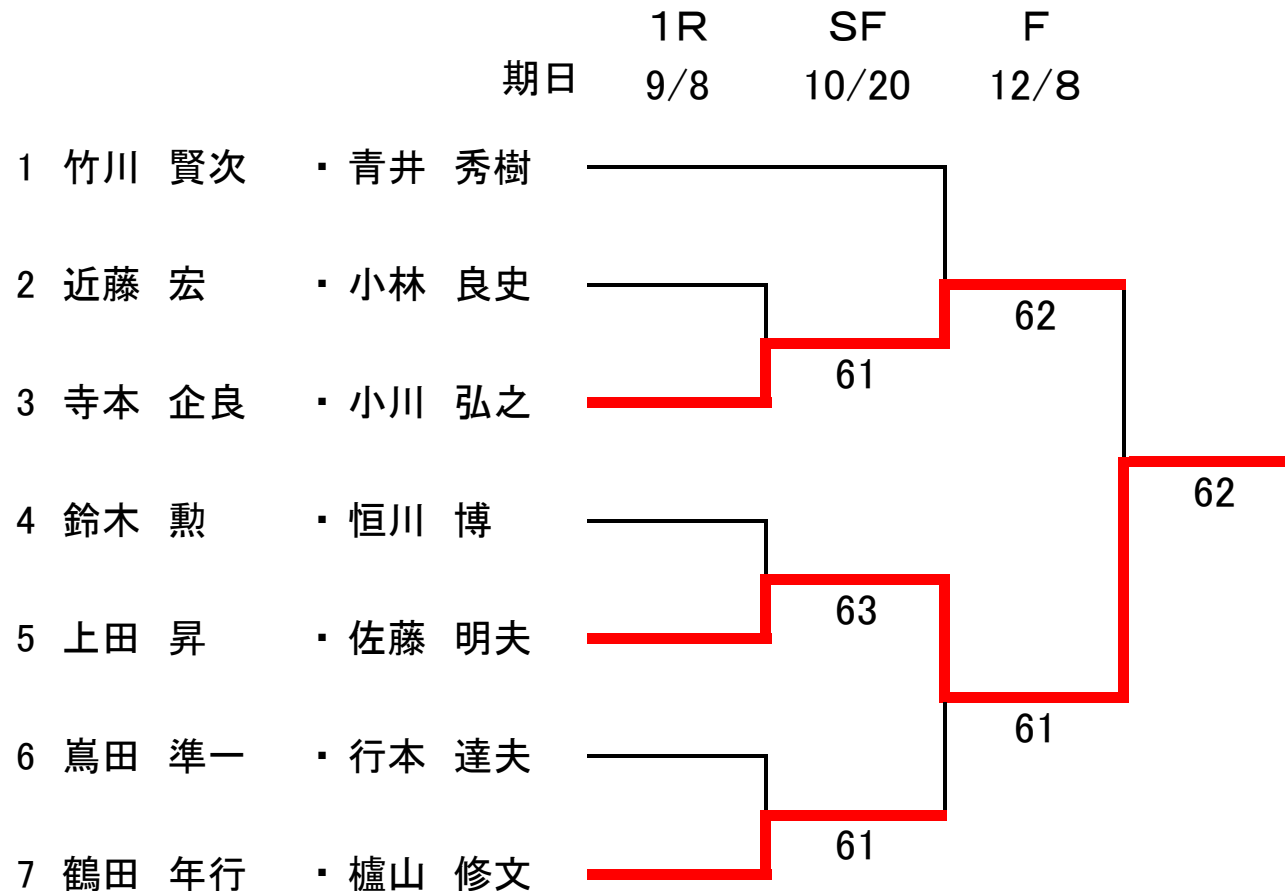 1R SF F
期日 9/8 10/20 12/8
1 竹川 賢次 ・ 青井 秀樹
2 近藤 宏 ・ 小林 良史
62
61
3 寺本 企良 ・ 小川 弘之
62
4 鈴木 勲 ・ 恒川 博
63
5 上田 昇 ・ 佐藤 明夫
61
6 嶌田 準一 ・ 行本 達夫
61
7 鶴田 年行 ・ 櫨山 修文